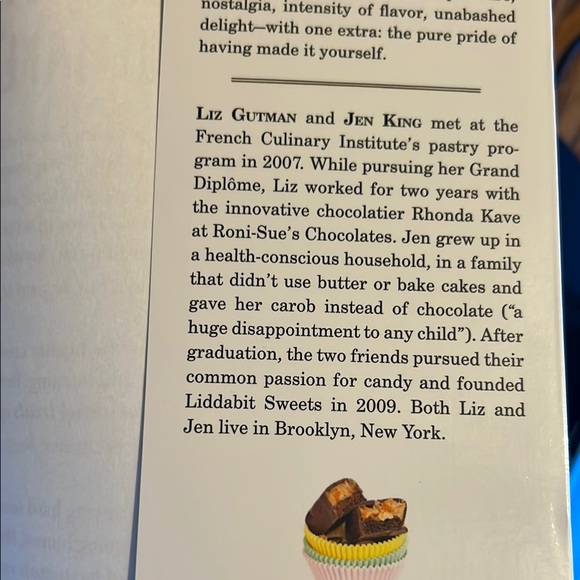 nostalgia, intensity of flavor, unabashed
delight—with one extra: the pure pride of
having made it yourself.
LIZ GUTMAN and JEN KING met at the
French Culinary Institute's pastry pro-
gram in 2007. While pursuing her Grand
Diplôme, Liz worked for two years with
the innovative chocolatier Rhonda Kave
at Roni-Sue's Chocolates. Jen grew up in
a health-conscious household, in a family
that didn't use butter or bake cakes and
gave her carob instead of chocolate (“a
huge disappointment to any child”). After
graduation, the two friends pursued their
common passion for candy and founded
Liddabit Sweets in 2009. Both Liz and
Jen live in Brooklyn, New York.